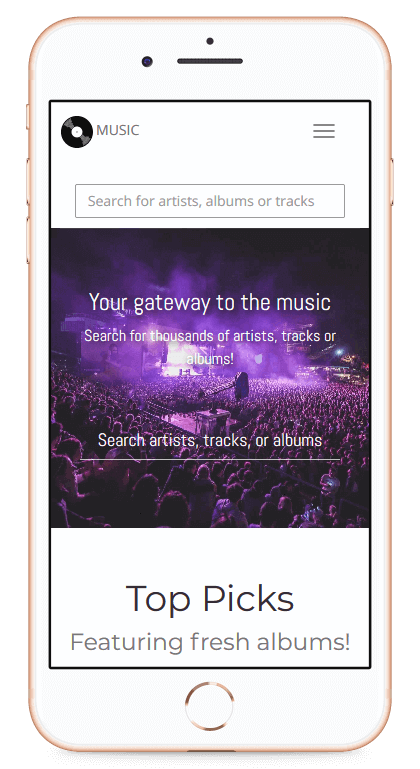 MUSIC
Search for artists, albums or tracks
Your gateway to the music
Search for thousands of artists, tracks or
albums!
Search artists, tracks, or albums
Top Picks
Featuring fresh albums!